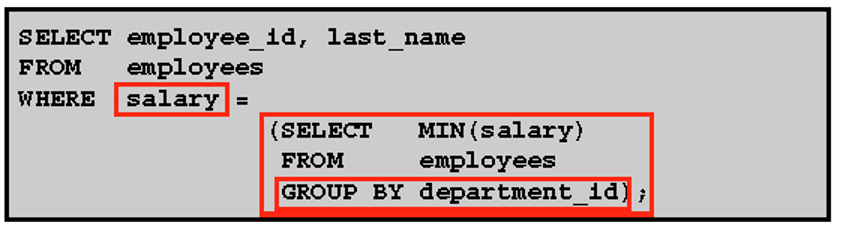 SELECT employee_id, last_name
FROM employees
WHERE salary =
(SELECT MIN(salary)
FROM employees
GROUP BY department_id);